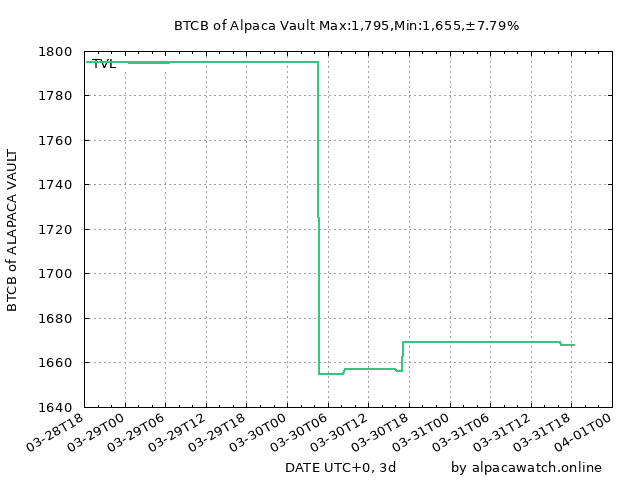 BTCB of Alpaca Vault Max:1,795,Min:1,655,±7.79%
1800
TVL
1780
1760
1740
1720
1700
1680
1660
1640
BTCB of ALAPACA VAULT
03-28T18
03-29T00
03-29T06
03-29T12
03-29T18
03-30T00
03-30T06
03-30T12
03-30T18
03-31T00
03-31T06
03-31T12
03-31T18
04-01T00
DATE UTC+0, 3d
by alpacawatch.online